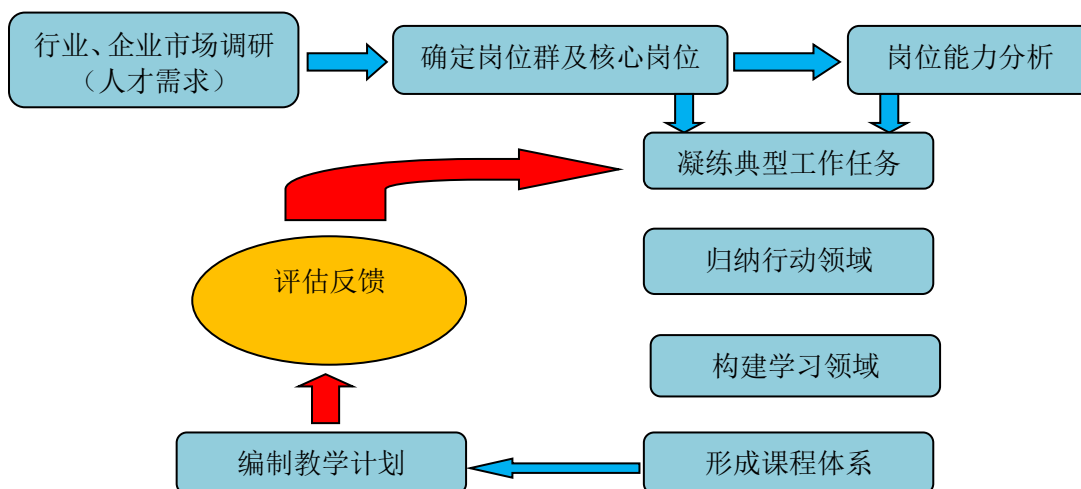 行业、企业市场调研
（人才需求）
确定岗位群及核心岗位
岗位能力分析
凝练典型工作任务
归纳行动领域
评估反馈
构建学习领域
编制教学计划
形成课程体系